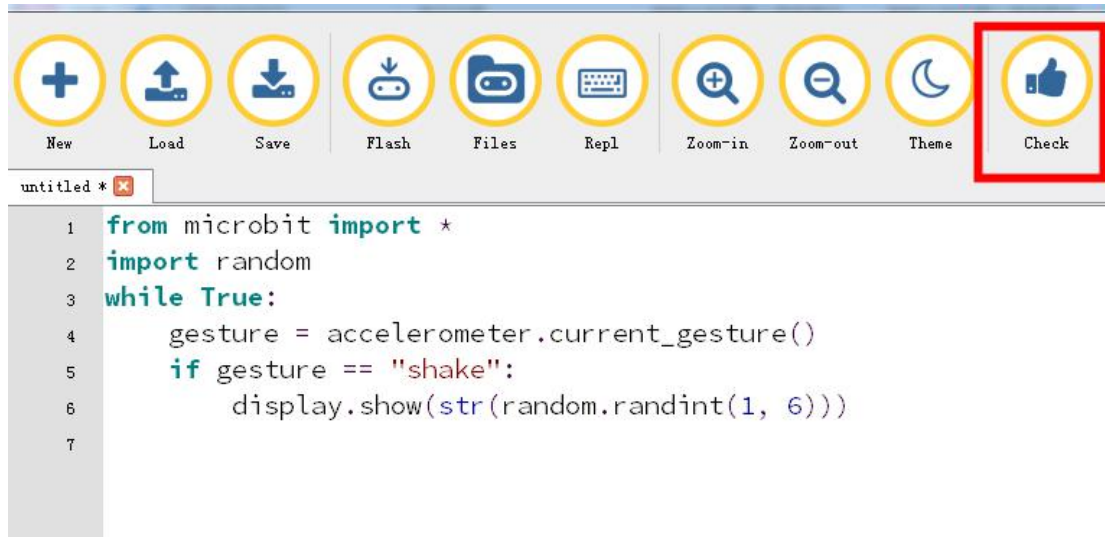 New Load Save Flash Files Repl Zoom-in Zoom-out Theme Check
untitled *
1 from microbit import *
2 import random
3 while True:
4     gesture = accelerometer.current_gesture()
5     if gesture == "shake":
6         display.show(str(random.randint(1, 6)))
7